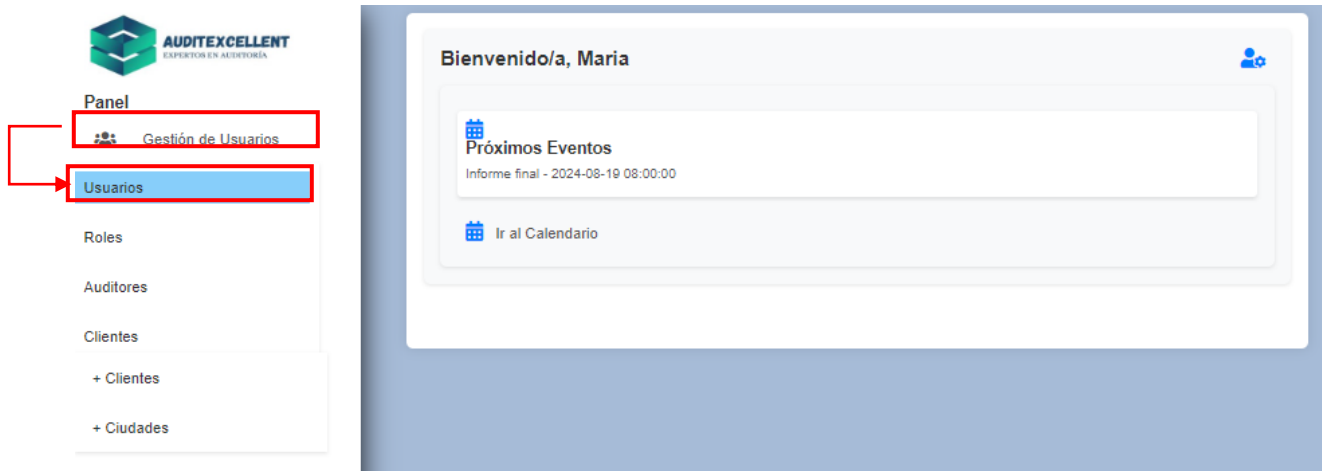 AUDITEXCELLENT
EXPERTOS EN AUDITORÍA
Panel
Gestión de Usuarios
Usuarios
Roles
Auditores
Clientes
+ Clientes
+ Ciudades
Bienvenido/a, Maria
Próximos Eventos
Informe final - 2024-08-19 08:00:00
Ir al Calendario